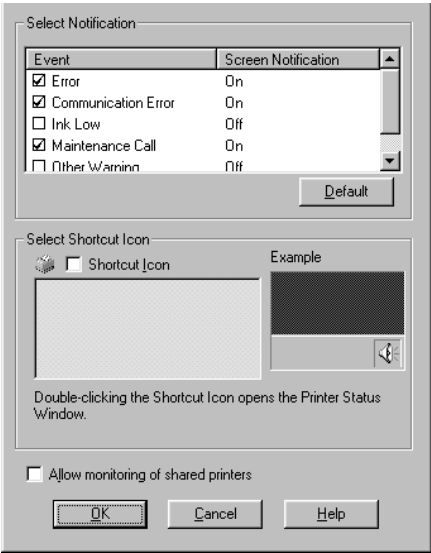 Select Notification
Event Screen Notification
Error On
Communication Error On
Ink Low Off
Maintenance Call On
Other Warning Off
Default
Select Shortcut Icon
Shortcut Icon
Example
Double-clicking the Shortcut Icon opens the Printer Status
Window.
Allow monitoring of shared printers
OK Cancel Help